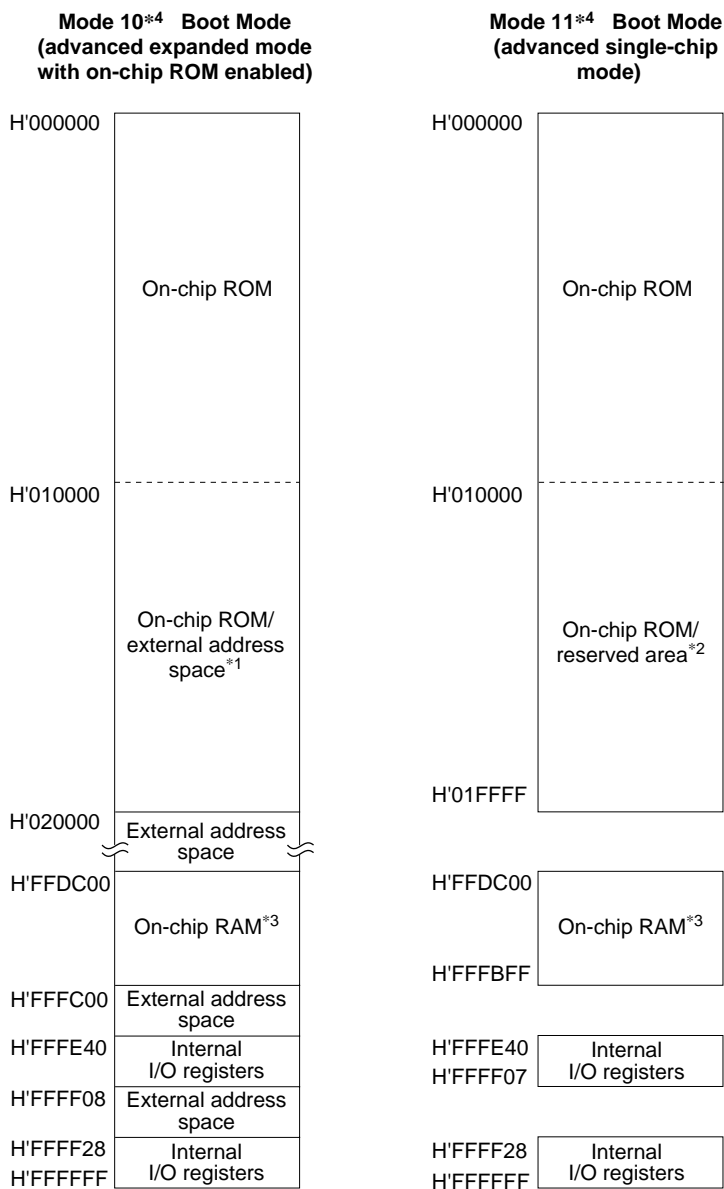 Mode 10*4 Boot Mode
(advanced expanded mode
with on-chip ROM enabled)
H'000000
On-chip ROM
H'010000
On-chip ROM/
external address
space*1
H'020000
External address
space
H'FFDC00
On-chip RAM*3
H'FFFC00
External address
space
H'FFFE40
Internal
I/O registers
H'FFFF08
External address
space
H'FFFF28
Internal
I/O registers
H'FFFFFF
Mode 11*4 Boot Mode
(advanced single-chip
mode)
H'000000
On-chip ROM
H'010000
On-chip ROM/
reserved area*2
H'01FFFF
H'FFDC00
On-chip RAM*3
H'FFFBFF
H'FFFE40
Internal
I/O registers
H'FFFF07
H'FFFF28
Internal
I/O registers
H'FFFFFF